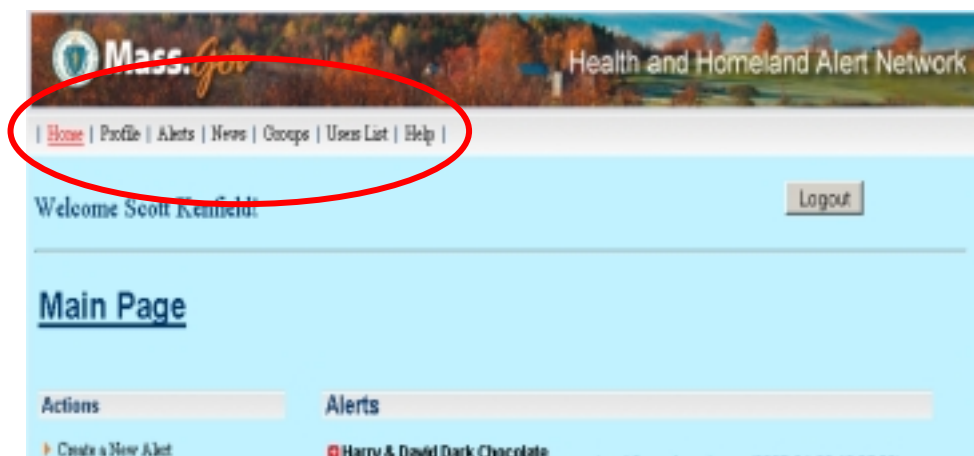 Mass.Gov
Health and Homeland Alert Network
| Home | Profile | Alerts | News | Groups | Users List | Help |
Welcome Scott Kenfield!
Logout
Main Page
Actions
Alerts
Create a New Alert
Harry & David Dark Chocolate